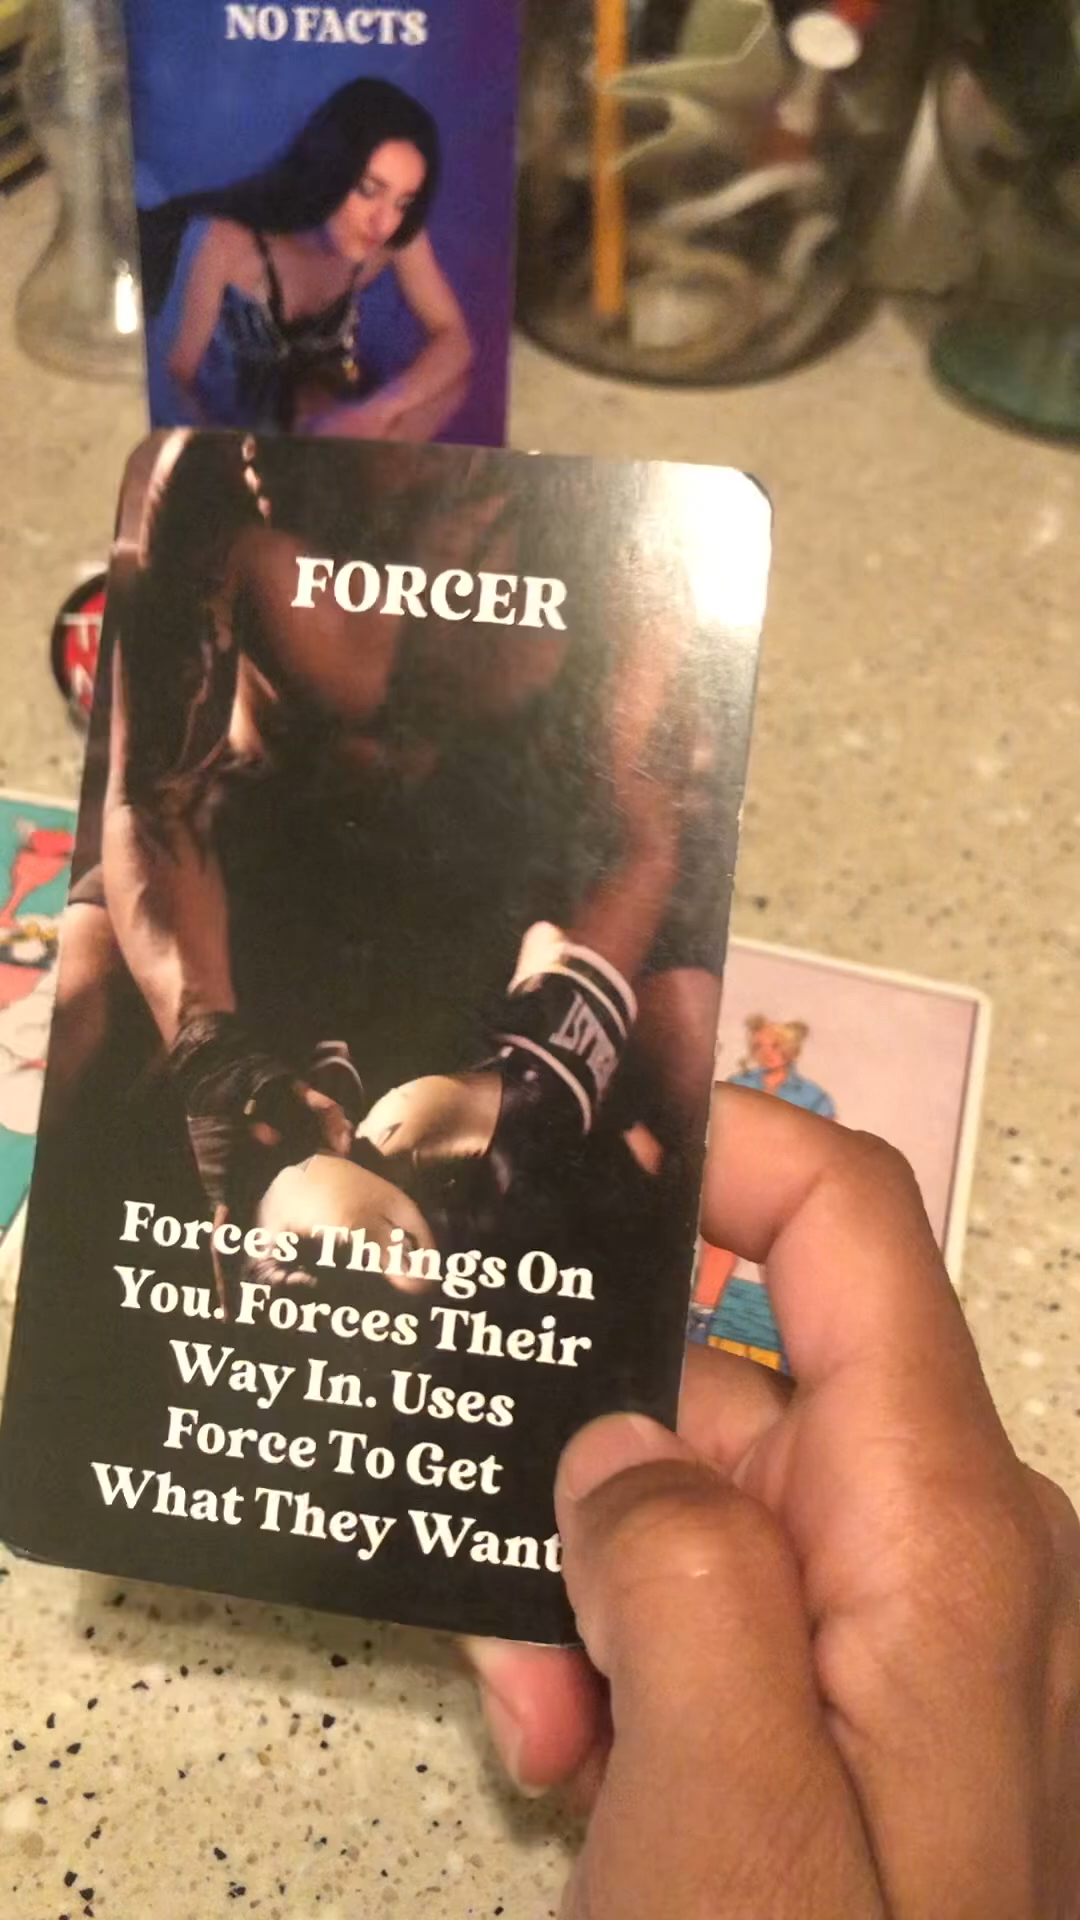 NO FACTS
FORCER
Forces Things On
You. Forces Their
Way In. Uses
Force To Get
What They Want